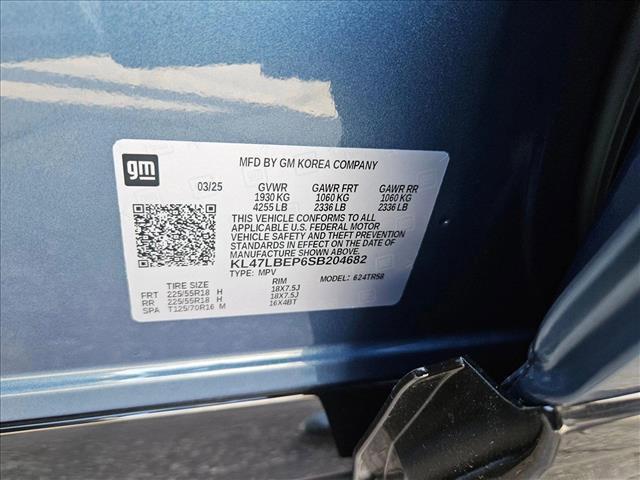 gm
MFD BY GM KOREA COMPANY
03/25 GVWR GAWR FRT GAWR RR
1930 KG 1060 KG 1060 KG
4255 LB 2336 LB 2336 LB
THIS VEHICLE CONFORMS TO ALL
APPLICABLE U.S. FEDERAL MOTOR
VEHICLE SAFETY AND THEFT PREVENTION
STANDARDS IN EFFECT ON THE DATE OF
MANUFACTURE SHOWN ABOVE.
KL47LBEP6SB204682
TYPE: MPV MODEL: 624TR58
TIRE SIZE RIM
FRT 225/55R18 H 18X7.5J
RR 225/55R18 H 18X7.5J
SPA T125/70R16 M 16X4BT